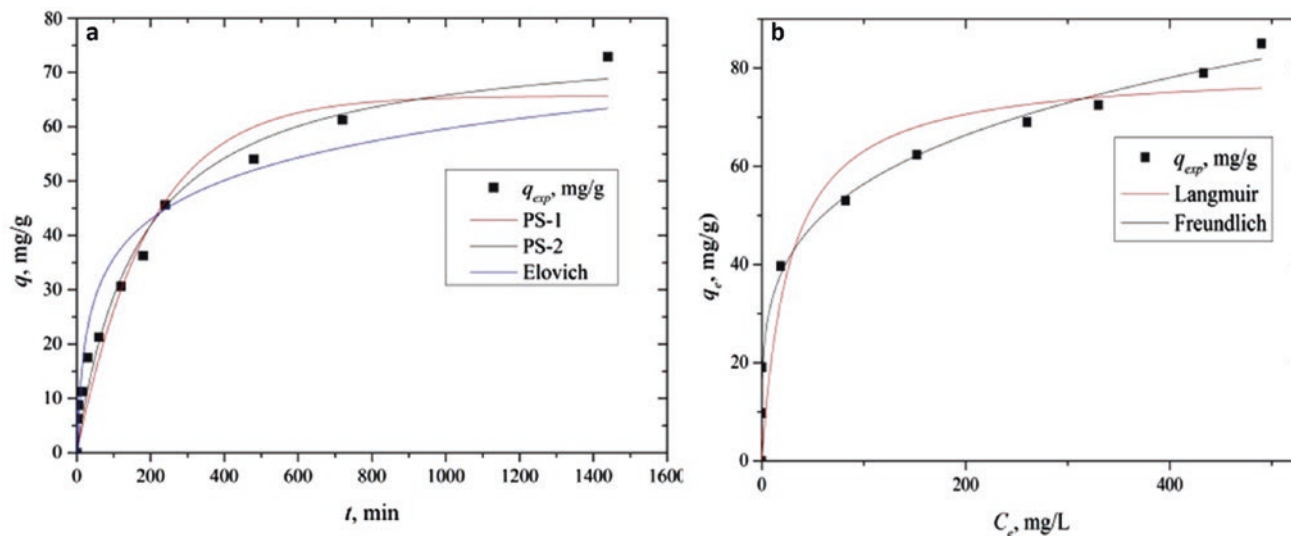 a
80
70
60
50
40
30
20
10
0
q, mg/g
q_exp, mg/g
PS-1
PS-2
Elovich
0 200 400 600 800 1000 1200 1400 1600
t, min
b
80
60
40
20
0
q_e, mg/g)
q_exp, mg/g
Langmuir
Freundlich
0 200 400
C_e, mg/L